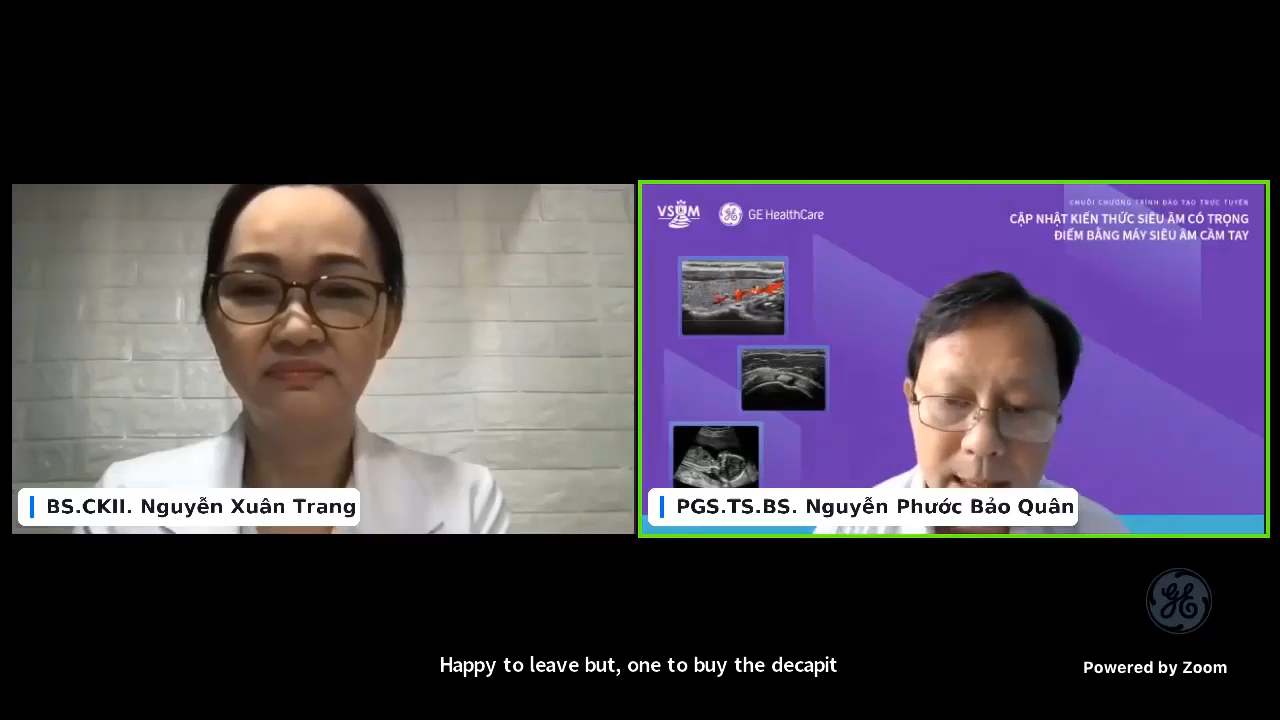 VSUM
GE HealthCare
CHUỖI CHƯƠNG TRÌNH ĐÀO TẠO TRỰC TUYẾN
CẬP NHẬT KIẾN THỨC SIÊU ÂM CÓ TRỌNG
ĐIỂM BẰNG MÁY SIÊU ÂM CẦM TAY
BS.CKII. Nguyễn Xuân Trang
PGS.TS.BS. Nguyễn Phước Bảo Quân
Happy to leave but, one to buy the decapit
GE
Powered by Zoom